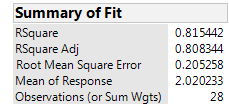 Summary of Fit
RSquare 0.815442
RSquare Adj 0.808344
Root Mean Square Error 0.205258
Mean of Response 2.020233
Observations (or Sum Wgts) 28